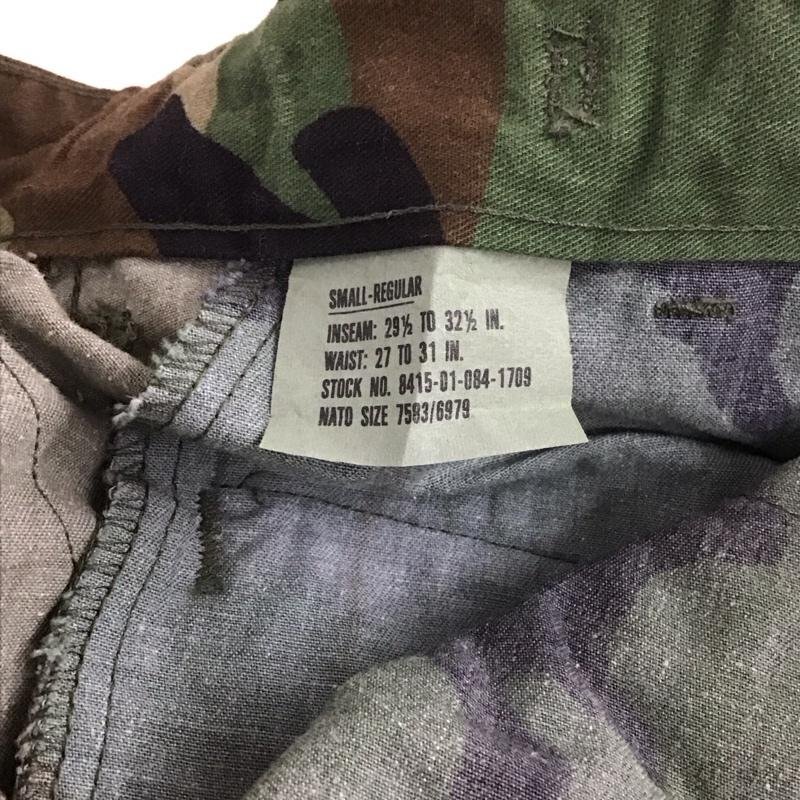 SMALL-REGULAR
INSEAM: 29½ TO 32½ IN.
WAIST: 27 TO 31 IN.
STOCK NO. 8415-01-084-1709
NATO SIZE 7583/6979